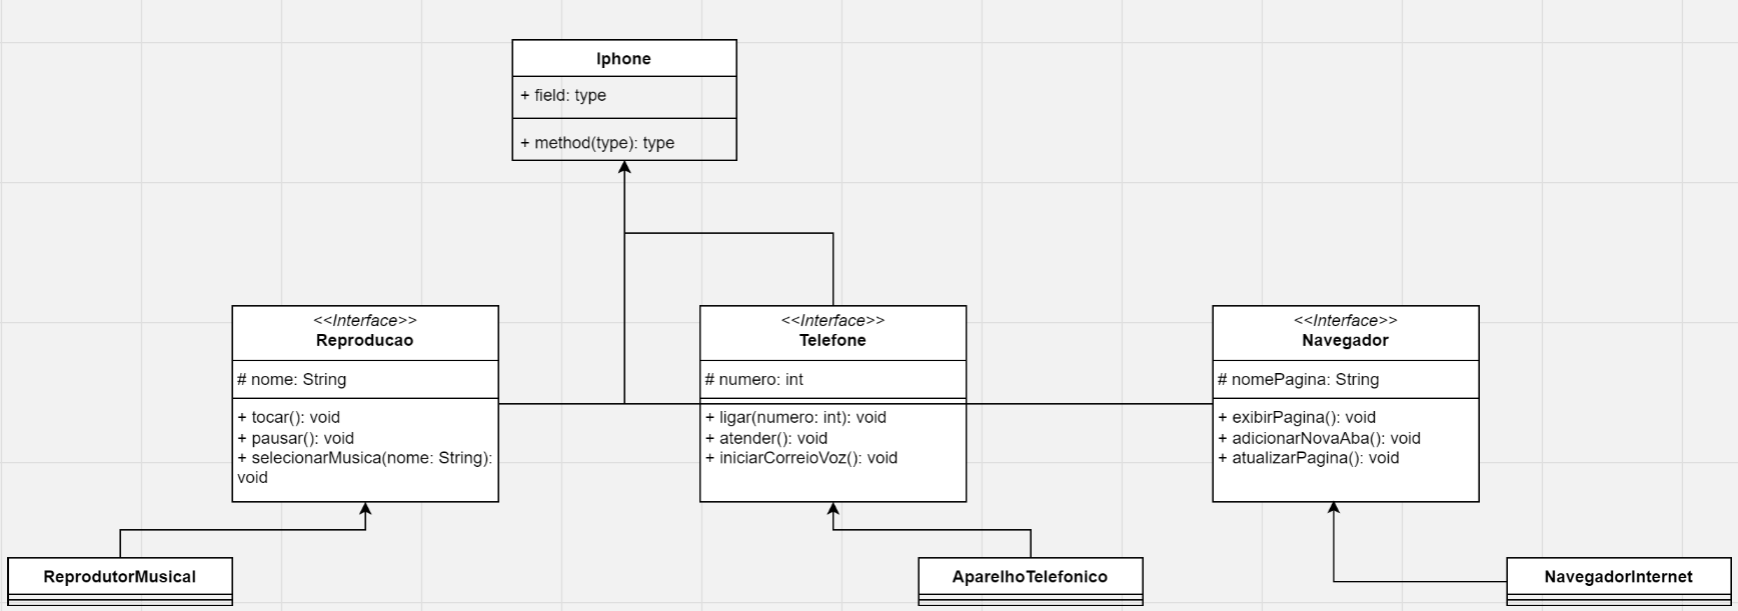 Iphone
+ field: type
+ method(type): type
<<Interface>>
Reproducao
# nome: String
+ tocar(): void
+ pausar(): void
+ selecionarMusica(nome: String):
void
<<Interface>>
Telefone
# numero: int
+ ligar(numero: int): void
+ atender(): void
+ iniciarCorreioVoz(): void
<<Interface>>
Navegador
# nomePagina: String
+ exibirPagina(): void
+ adicionarNovaAba(): void
+ atualizarPagina(): void
ReprodutorMusical
AparelhoTelefonico
NavegadorInternet